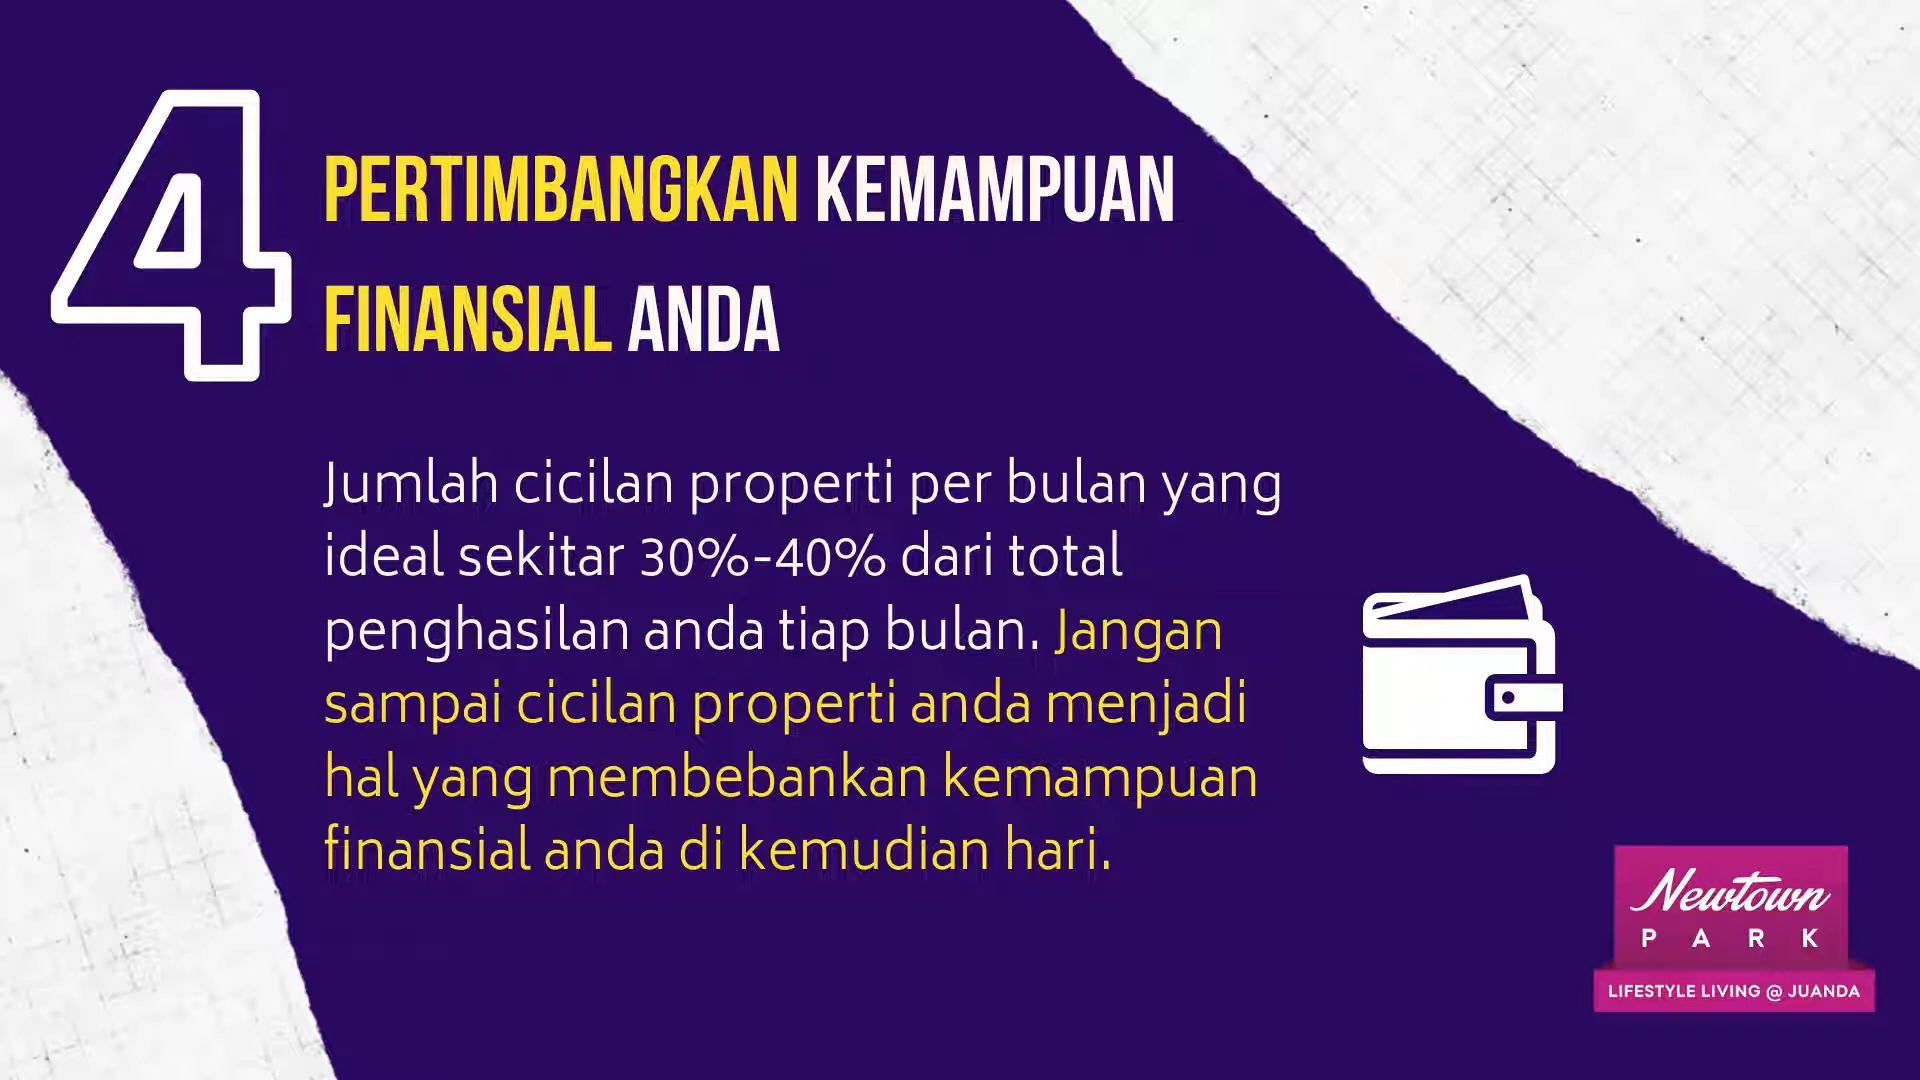 4
PERTIMBANGKAN KEMAMPUAN
FINANSIAL ANDA
Jumlah cicilan properti per bulan yang
ideal sekitar 30%-40% dari total
penghasilan anda tiap bulan. Jangan
sampai cicilan properti anda menjadi
hal yang membebankan kemampuan
finansial anda di kemudian hari.
Newtown
PARK
LIFESTYLE LIVING @ JUANDA